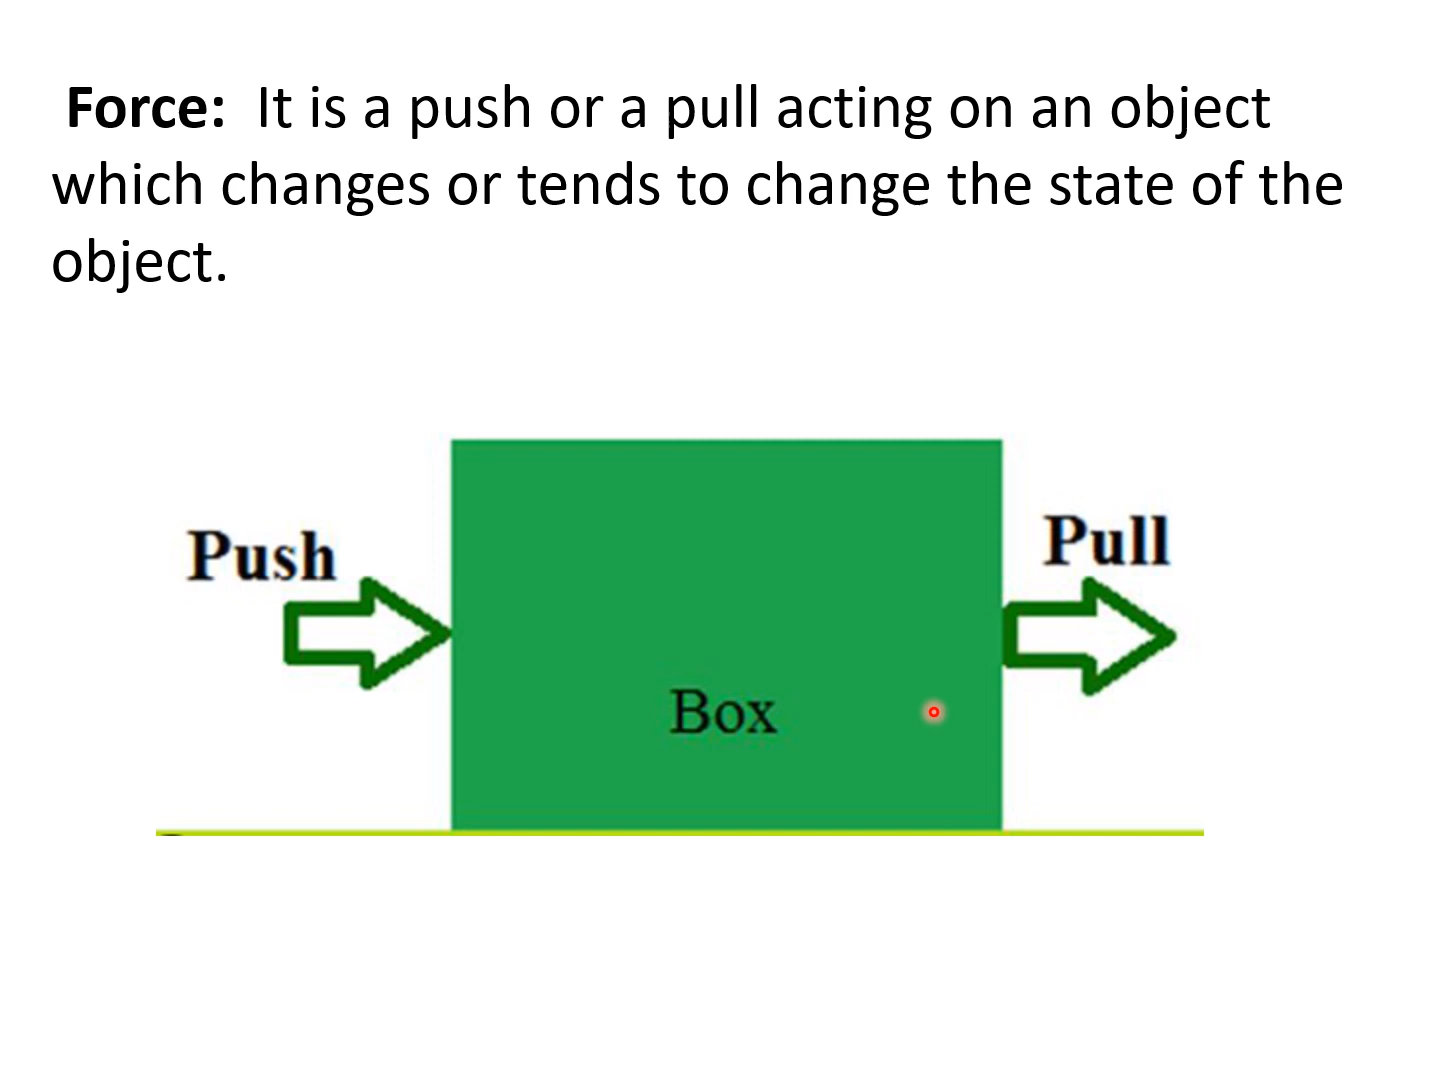 Force: It is a push or a pull acting on an object
which changes or tends to change the state of the
object.
Push
Pull
Box